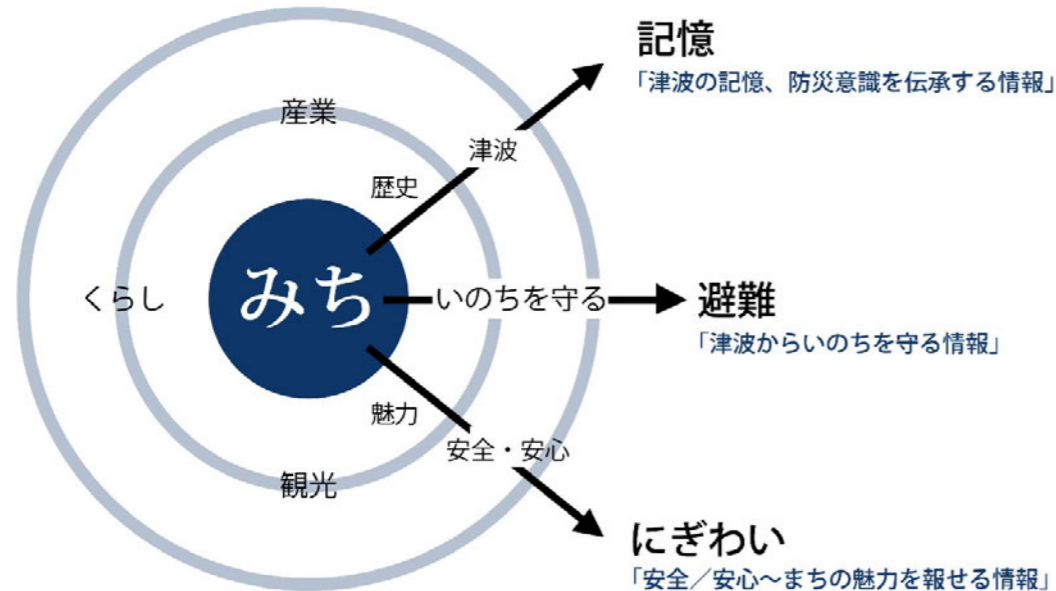 記憶
「津波の記憶、防災意識を伝承する情報」
産業
津波
歴史
くらし
みち
いのちを守る
避難
「津波からいのちを守る情報」
魅力
安全・安心
観光
にぎわい
「安全／安心～まちの魅力を報せる情報」